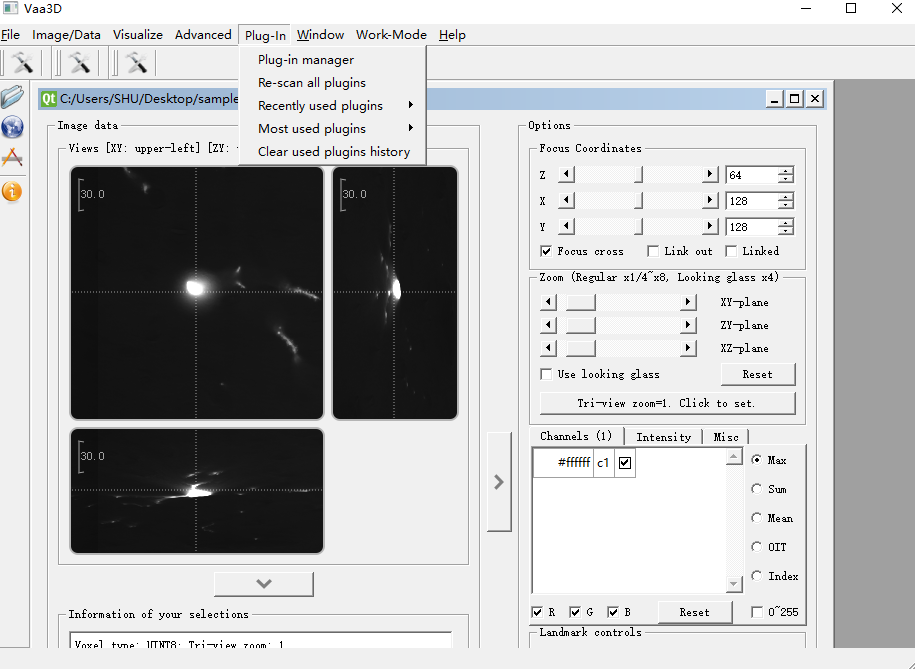 Vaa3D
File Image/Data Visualize Advanced Plug-In Window Work-Mode Help
Plug-in manager
Re-scan all plugins
Recently used plugins
Most used plugins
Clear used plugins history
C:/Users/SHU/Desktop/sample
Image data
Views [XY: upper-left] [ZY:
30.0
30.0
30.0
Information of your selections
Voxel type: UINT8; Tri-view zoom: 1
Options
Focus Coordinates
Z 64
X 128
Y 128
Focus cross Link out Linked
Zoom (Regular x1/4~x8, Looking glass x4)
XY-plane
ZY-plane
XZ-plane
Use looking glass Reset
Tri-view zoom=1. Click to set.
Channels (1) Intensity Misc
#ffffff c1
Max
Sum
Mean
OIT
Index
R G B Reset 0~255
Landmark controls